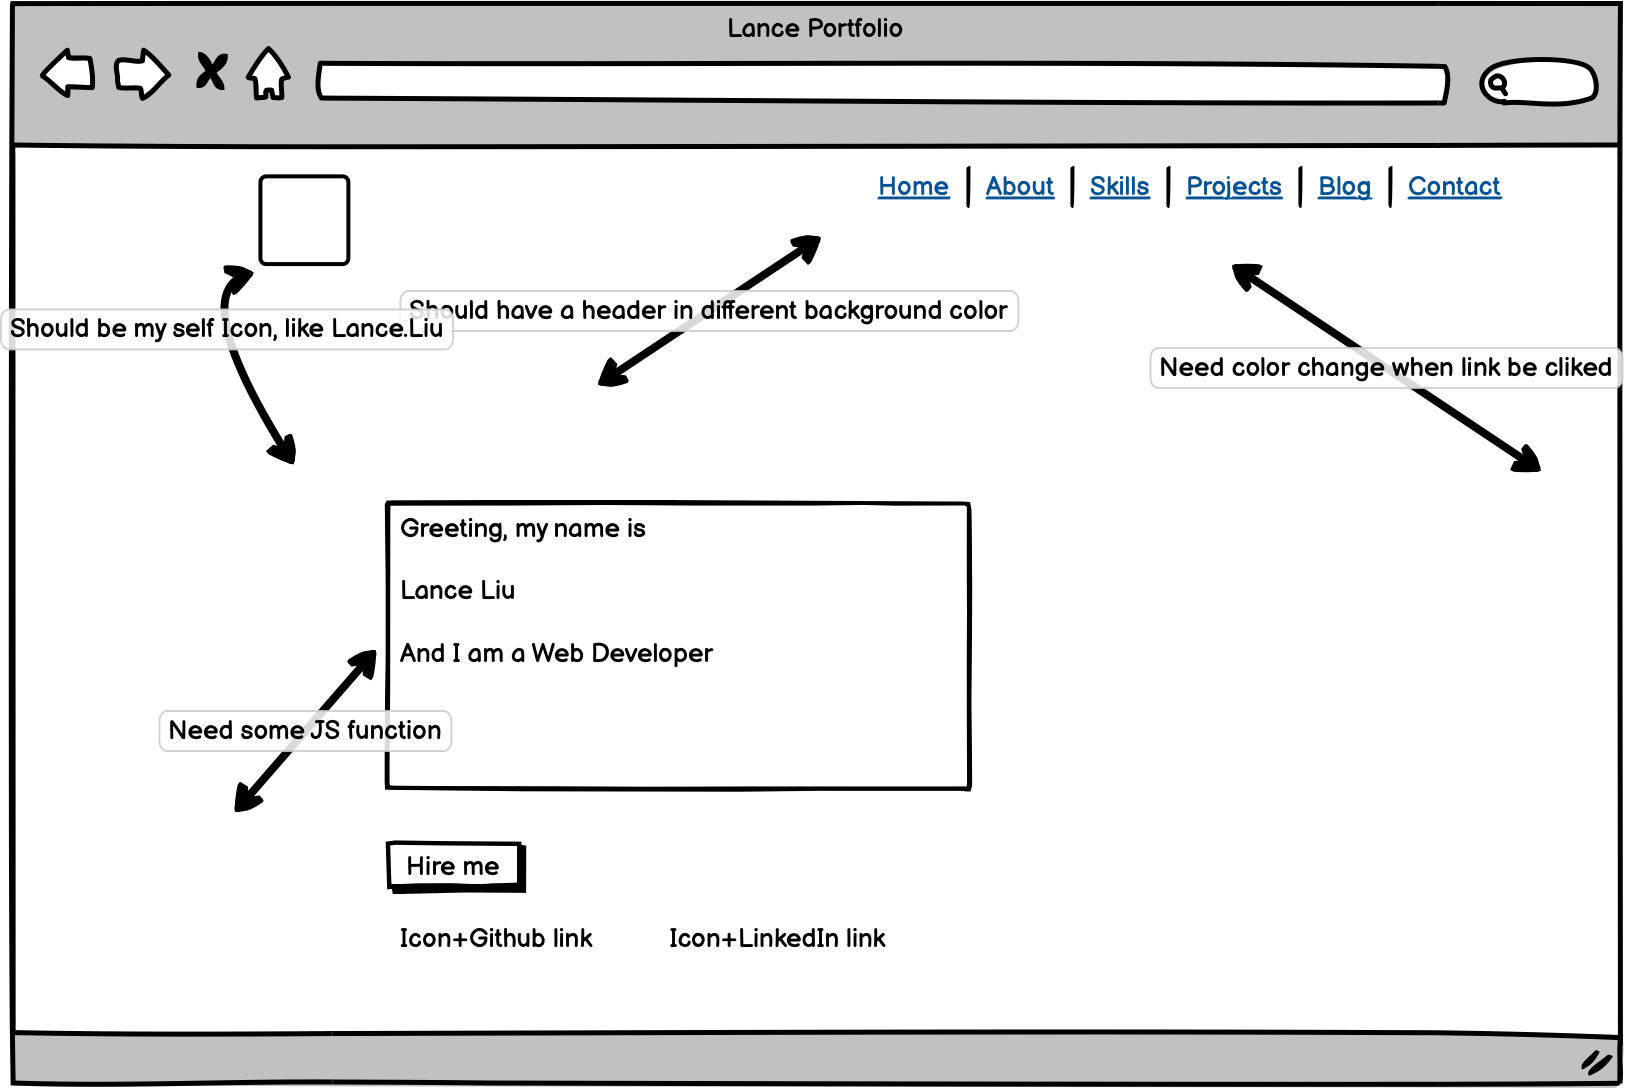 Lance Portfolio
Home About Skills Projects Blog Contact
Should have a header in different background color
Should be my self Icon, like Lance.Liu
Need color change when link be cliked
Greeting, my name is
Lance Liu
And I am a Web Developer
Need some JS function
Hire me
Icon+Github link Icon+LinkedIn link